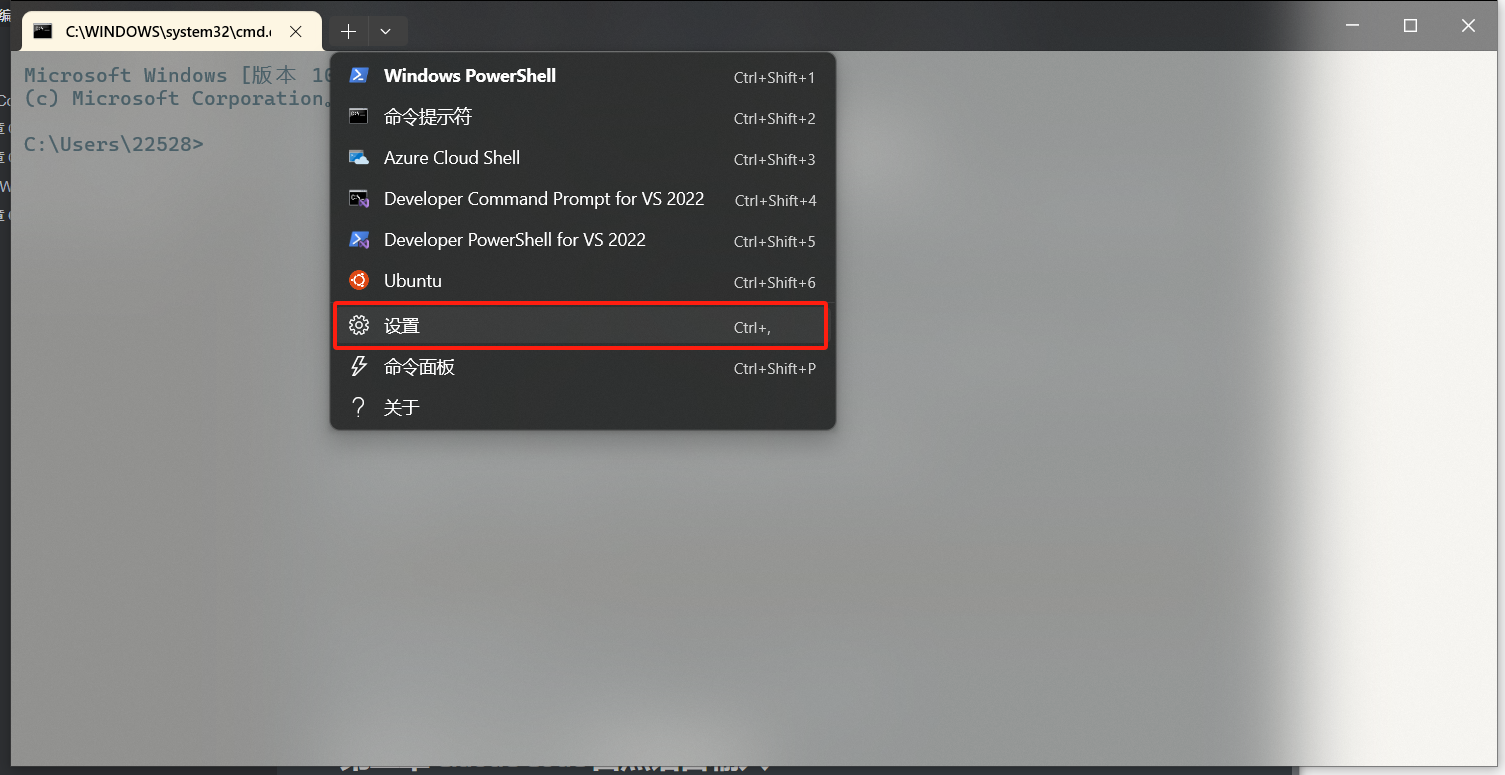 C:\WINDOWS\system32\cmd.
Microsoft Windows [版本 10
(c) Microsoft Corporation。
C:\Users\22528>
Windows PowerShell Ctrl+Shift+1
命令提示符 Ctrl+Shift+2
Azure Cloud Shell Ctrl+Shift+3
Developer Command Prompt for VS 2022 Ctrl+Shift+4
Developer PowerShell for VS 2022 Ctrl+Shift+5
Ubuntu Ctrl+Shift+6
设置 Ctrl+,
命令面板 Ctrl+Shift+P
关于